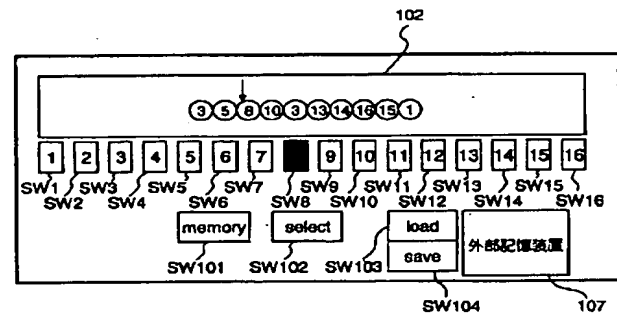 102
3 5 8 10 3 13 14 16 15 1
1 2 3 4 5 6 7 9 10 11 12 13 14 15 16
SW1 SW2 SW3 SW4 SW5 SW6 SW7 SW8 SW9 SW10 SW11 SW12 SW13 SW14 SW15 SW16
memory select load 外部記憶装置
save
SW101 SW102 SW103 SW104 107